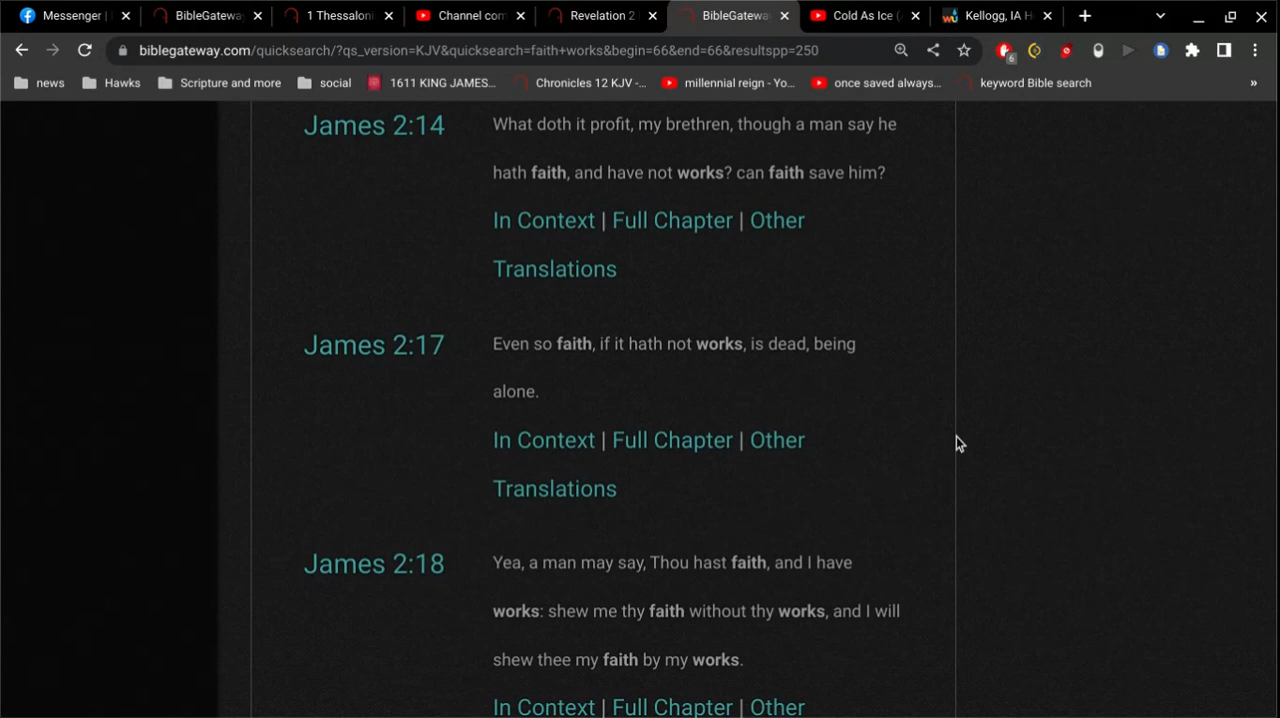 Messenger |
BibleGateway
1 Thessaloni
Channel com
Revelation 2
BibleGateway
Cold As Ice (
Kellogg, IA H
biblegateway.com/quicksearch/?qs_version=KJV&quicksearch=faith+works&begin=66&end=66&resultspp=250
6
news
Hawks
Scripture and more
social
1611 KING JAMES...
Chronicles 12 KJV -...
millennial reign - Yo...
once saved always...
keyword Bible search
»
James 2:14
What doth it profit, my brethren, though a man say he
hath faith, and have not works? can faith save him?
In Context | Full Chapter | Other
Translations
James 2:17
Even so faith, if it hath not works, is dead, being
alone.
In Context | Full Chapter | Other
Translations
James 2:18
Yea, a man may say, Thou hast faith, and I have
works: shew me thy faith without thy works, and I will
shew thee my faith by my works.
In Context | Full Chapter | Other